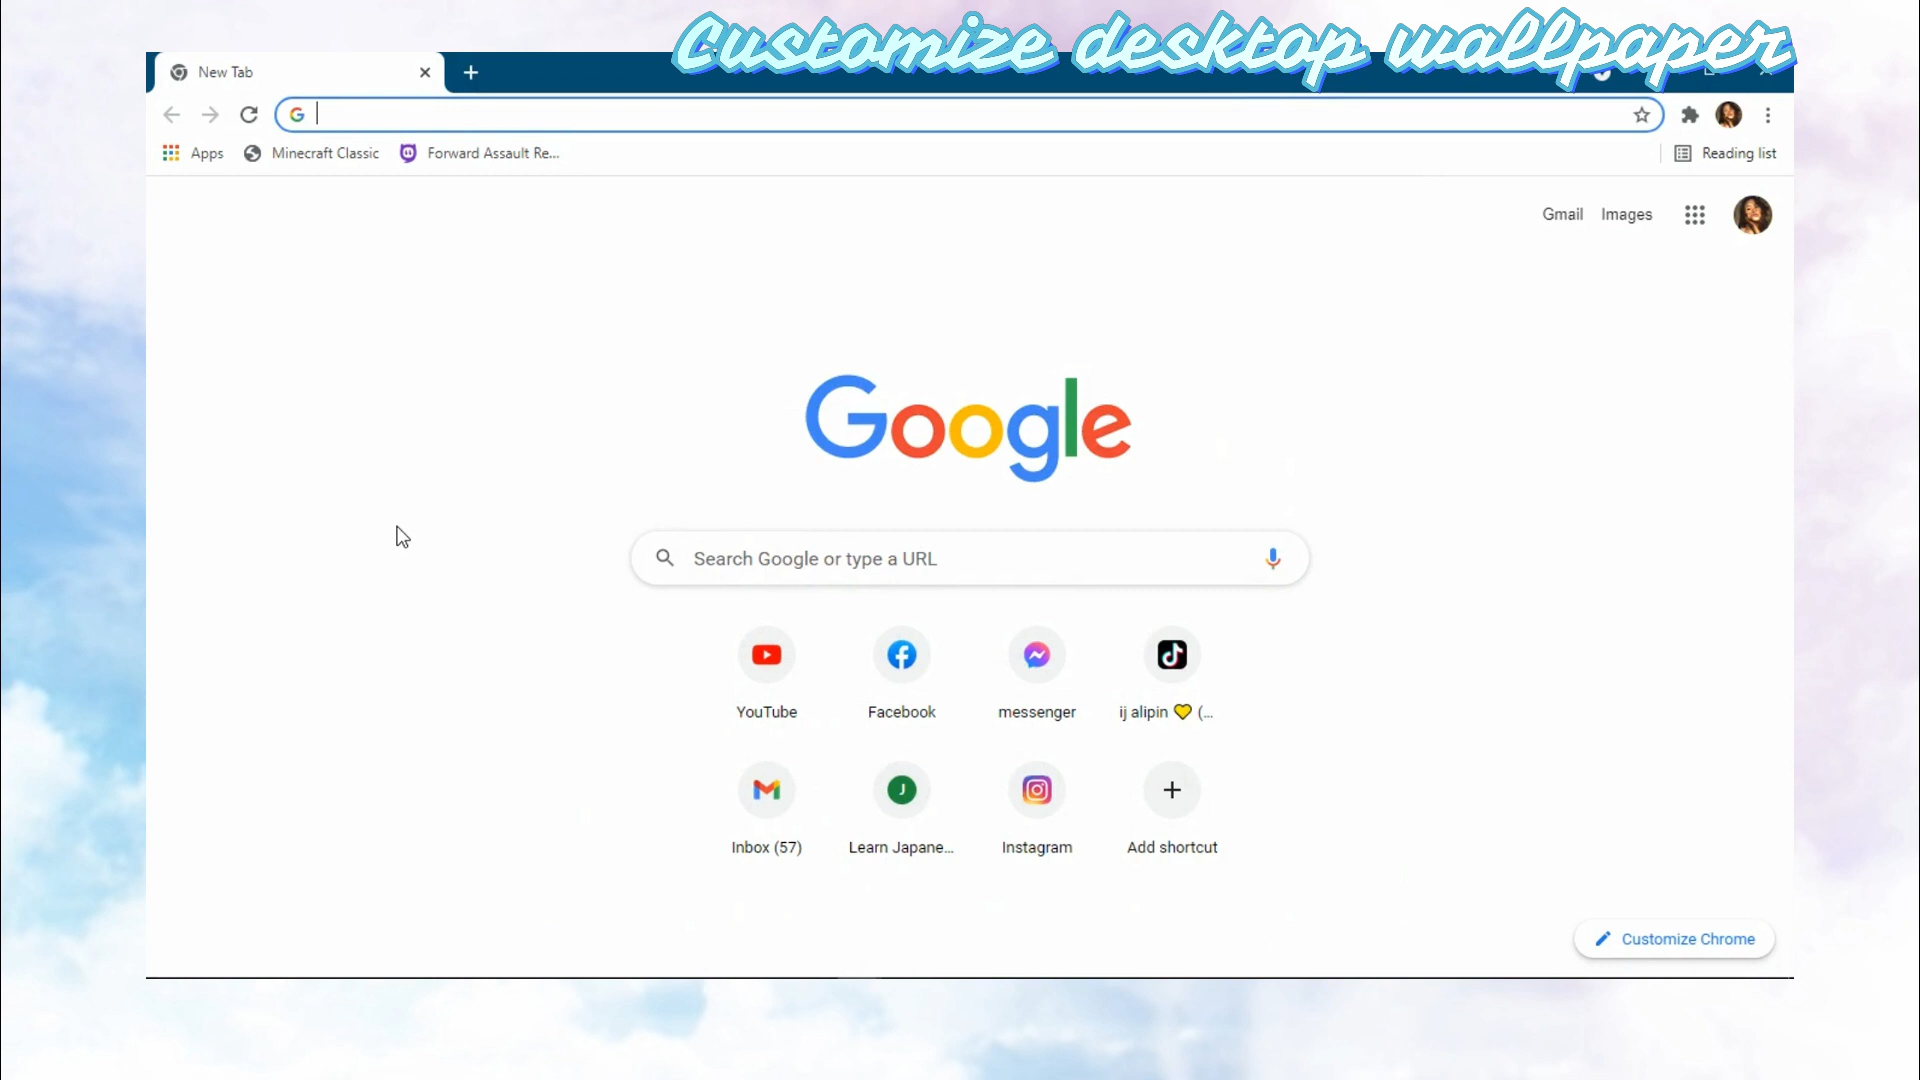 Customize desktop wallpaper
New Tab
Apps
Minecraft Classic
Forward Assault Re...
Reading list
Gmail
Images
Google
Search Google or type a URL
YouTube
Facebook
messenger
ij alipin 💛 (...
Inbox (57)
J
Learn Japane...
Instagram
Add shortcut
Customize Chrome